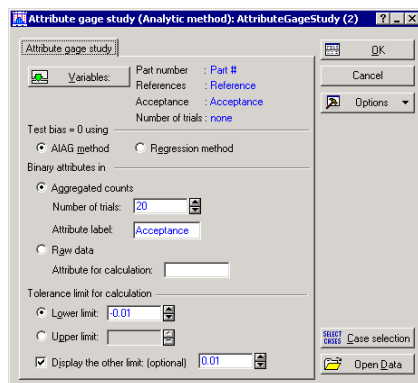 Attribute gage study (Analytic method): AttributeGageStudy (2)
Attribute gage study
Variables:
Part number : Part #
References : Reference
Acceptance : Acceptance
Number of trials : none
Test bias = 0 using
AIAG method
Regression method
Binary attributes in
Aggregated counts
Number of trials: 20
Attribute label: Acceptance
Raw data
Attribute for calculation:
Tolerance limit for calculation
Lower limit: -0.01
Upper limit:
Display the other limit: (optional) 0.01
OK
Cancel
Options
SELECT CASES Case selection
Open Data